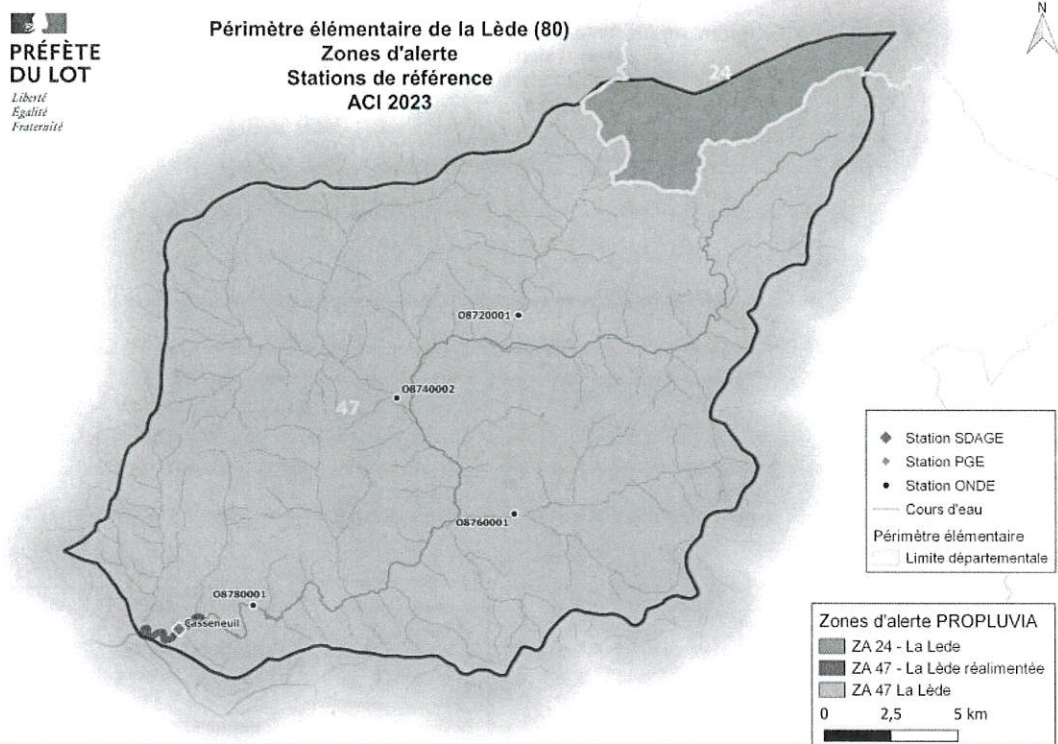 PRÉFÈTE
DU LOT
Liberté
Égalité
Fraternité
Périmètre élémentaire de la Lède (80)
Zones d'alerte
Stations de référence
ACI 2023
N
24
O8720001
O8740002
47
O8760001
O8780001
Casseneuil
Station SDAGE
Station PGE
Station ONDE
Cours d'eau
Périmètre élémentaire
Limite départementale
Zones d'alerte PROPLUVIA
ZA 24 - La Lede
ZA 47 - La Lède réalimentée
ZA 47 La Lède
0 2,5 5 km